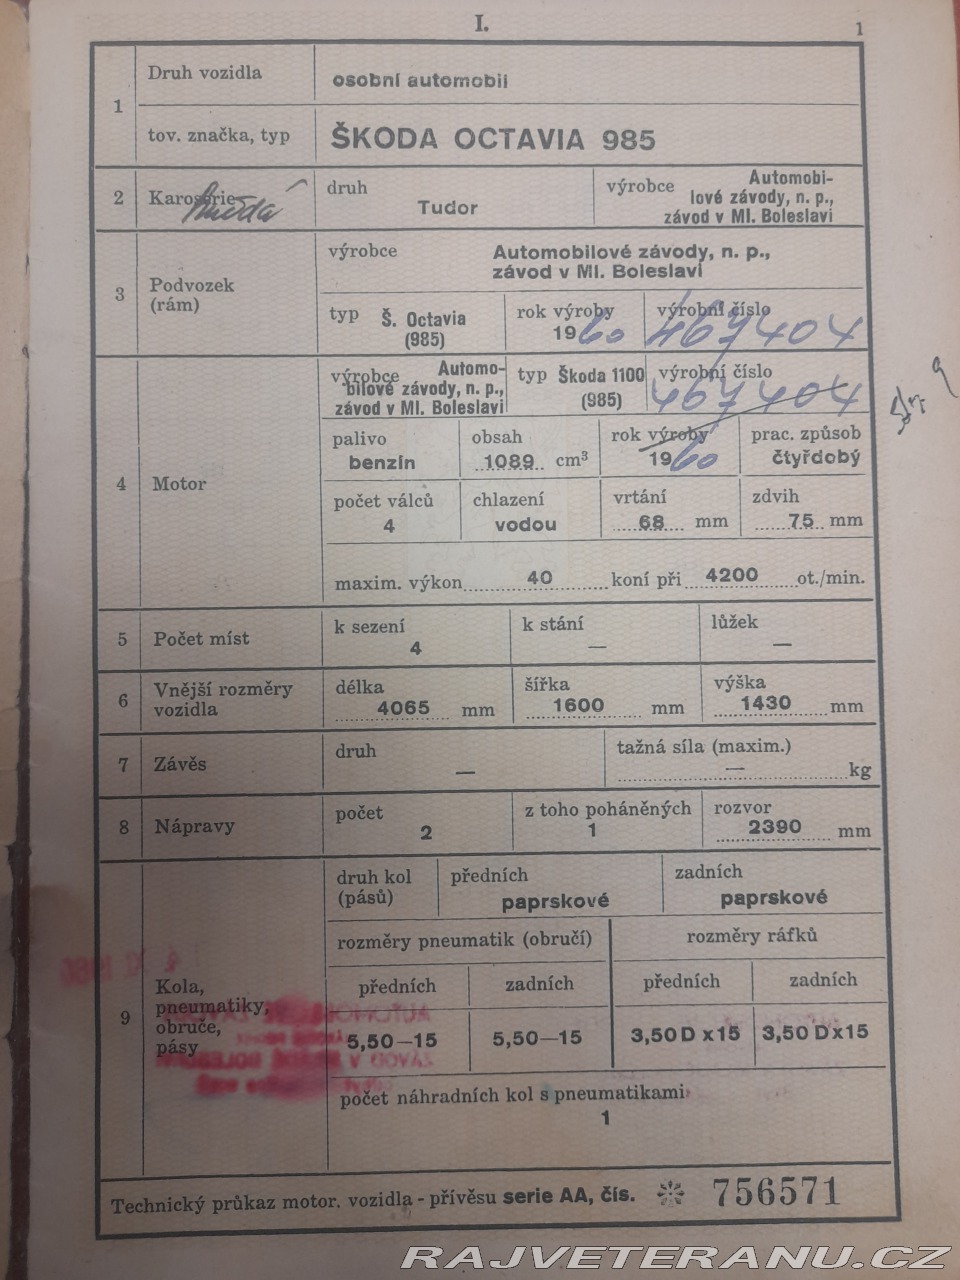 I.
1
1
Druh vozidla
osobní automobil
tov. značka, typ
ŠKODA OCTAVIA 985
2
Karoserie
druh
Tudor
výrobce
Automobi-
lové závody, n. p.,
závod v Ml. Boleslavi
3
Podvozek
(rám)
výrobce
Automobilové závody, n. p.,
závod v Ml. Boleslavi
typ
Š. Octavia
(985)
rok výroby
1960
výrobní číslo
467404
4
Motor
výrobce
Automo-
bilové závody, n. p.,
závod v Ml. Boleslavi
typ Škoda 1100
(985)
výrobní číslo
467404
palivo
benzin
obsah
1089 cm³
rok výroby
1960
prac. způsob
čtyřdobý
počet válců
4
chlazení
vodou
vrtání
68 mm
zdvih
75 mm
maxim. výkon 40 koní při 4200 ot./min.
5
Počet míst
k sezení
4
k stání
—
lůžek
—
6
Vnější rozměry
vozidla
délka
4065 mm
šířka
1600 mm
výška
1430 mm
7
Závěs
druh
—
tažná síla (maxim.)
— kg
8
Nápravy
počet
2
z toho poháněných
1
rozvor
2390 mm
9
Kola,
pneumatiky,
obruče,
pásy
druh kol
(pásů)
předních
paprskové
zadních
paprskové
rozměry pneumatik (obručí)
rozměry ráfků
předních
zadních
předních
zadních
5,50—15
5,50—15
3,50 D x 15
3,50 D x 15
počet náhradních kol s pneumatikami
1
Technický průkaz motor. vozidla - přívěsu serie AA, čís. 756571
RAJVETERANU.CZ